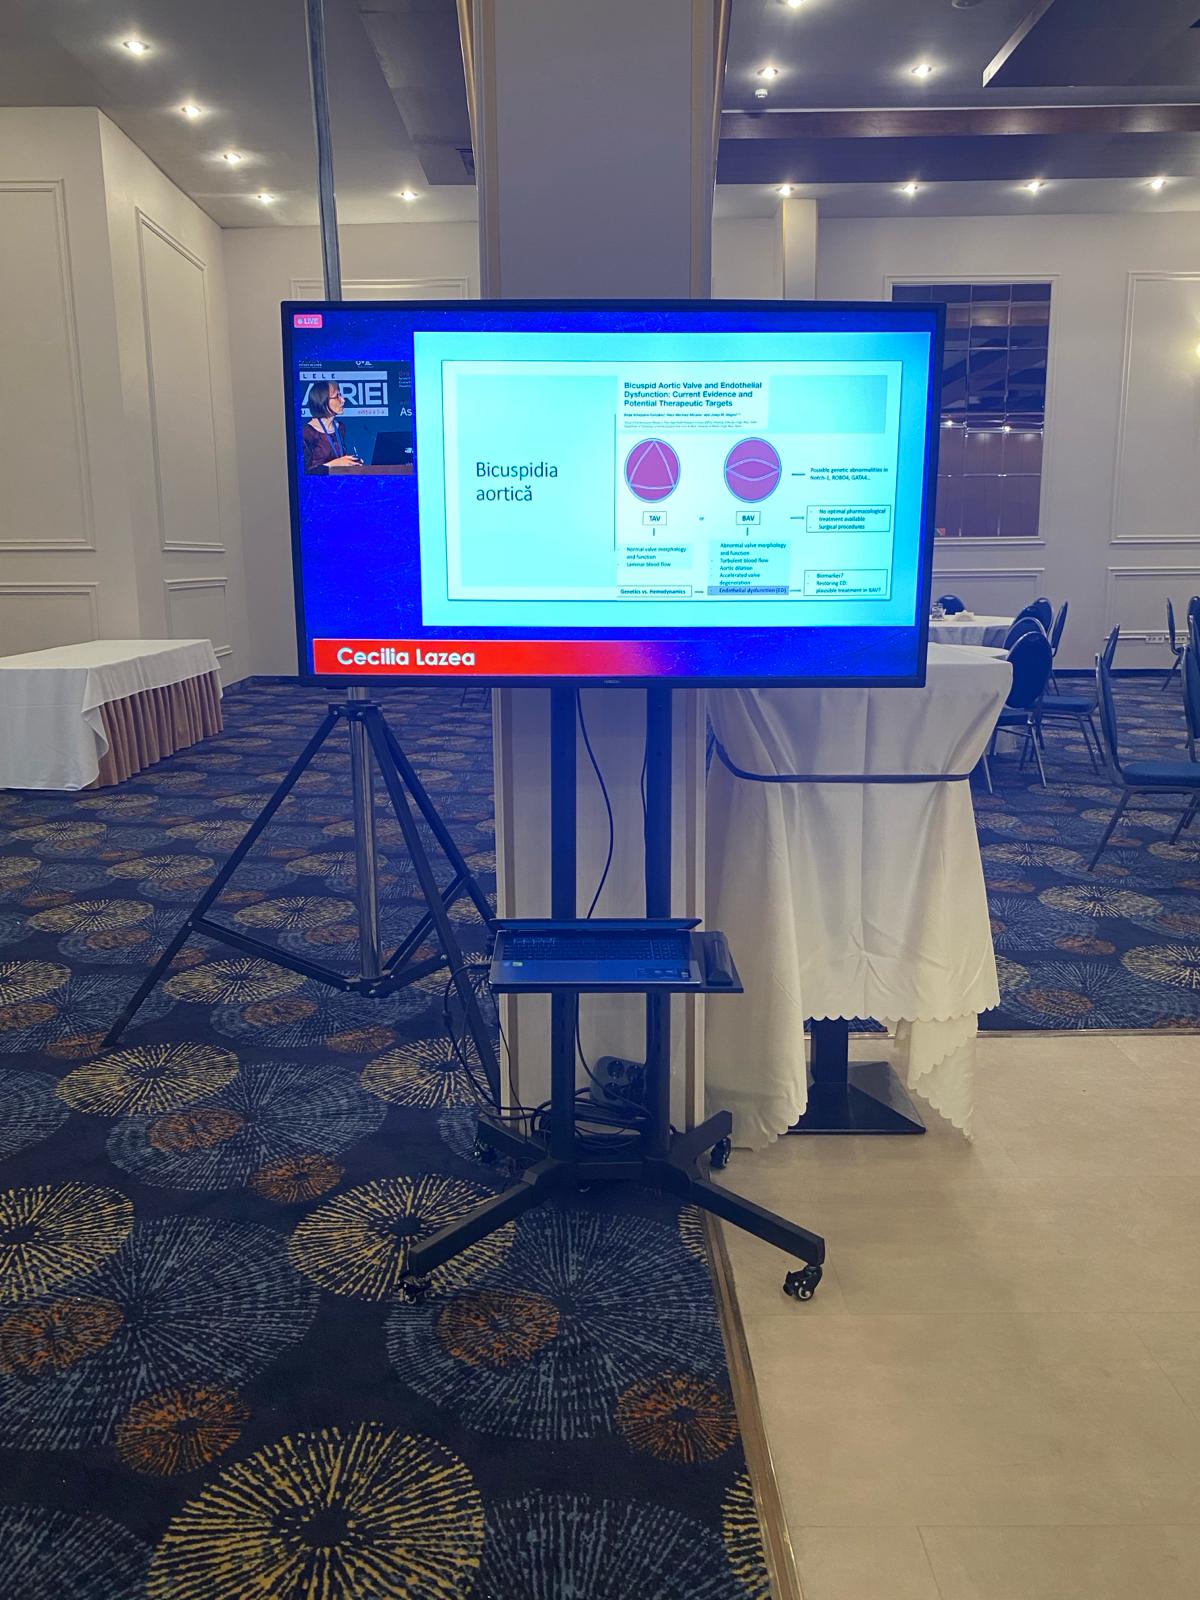 LIVE
LELE
As
Bicuspidia
aortică
Bicuspid Aortic Valve and Endothelial
Dysfunction: Current Evidence and
Potential Therapeutic Targets
Possible genetic abnormalities in
Notch-1, ROBO4, GATA4...
TAV
or
BAV
- No optimal pharmacological
treatment available
- Surgical procedures
- Normal valve morphology
and function
- Laminar blood flow
- Abnormal valve morphology
and function
- Turbulent blood flow
- Aortic dilation
- Accelerated valve
degeneration
- Endothelial dysfunction (ED)
Genetics vs. Hemodynamics
- Biomarker?
- Restoring ED:
plausible treatment in BAV?
Cecilia Lazea